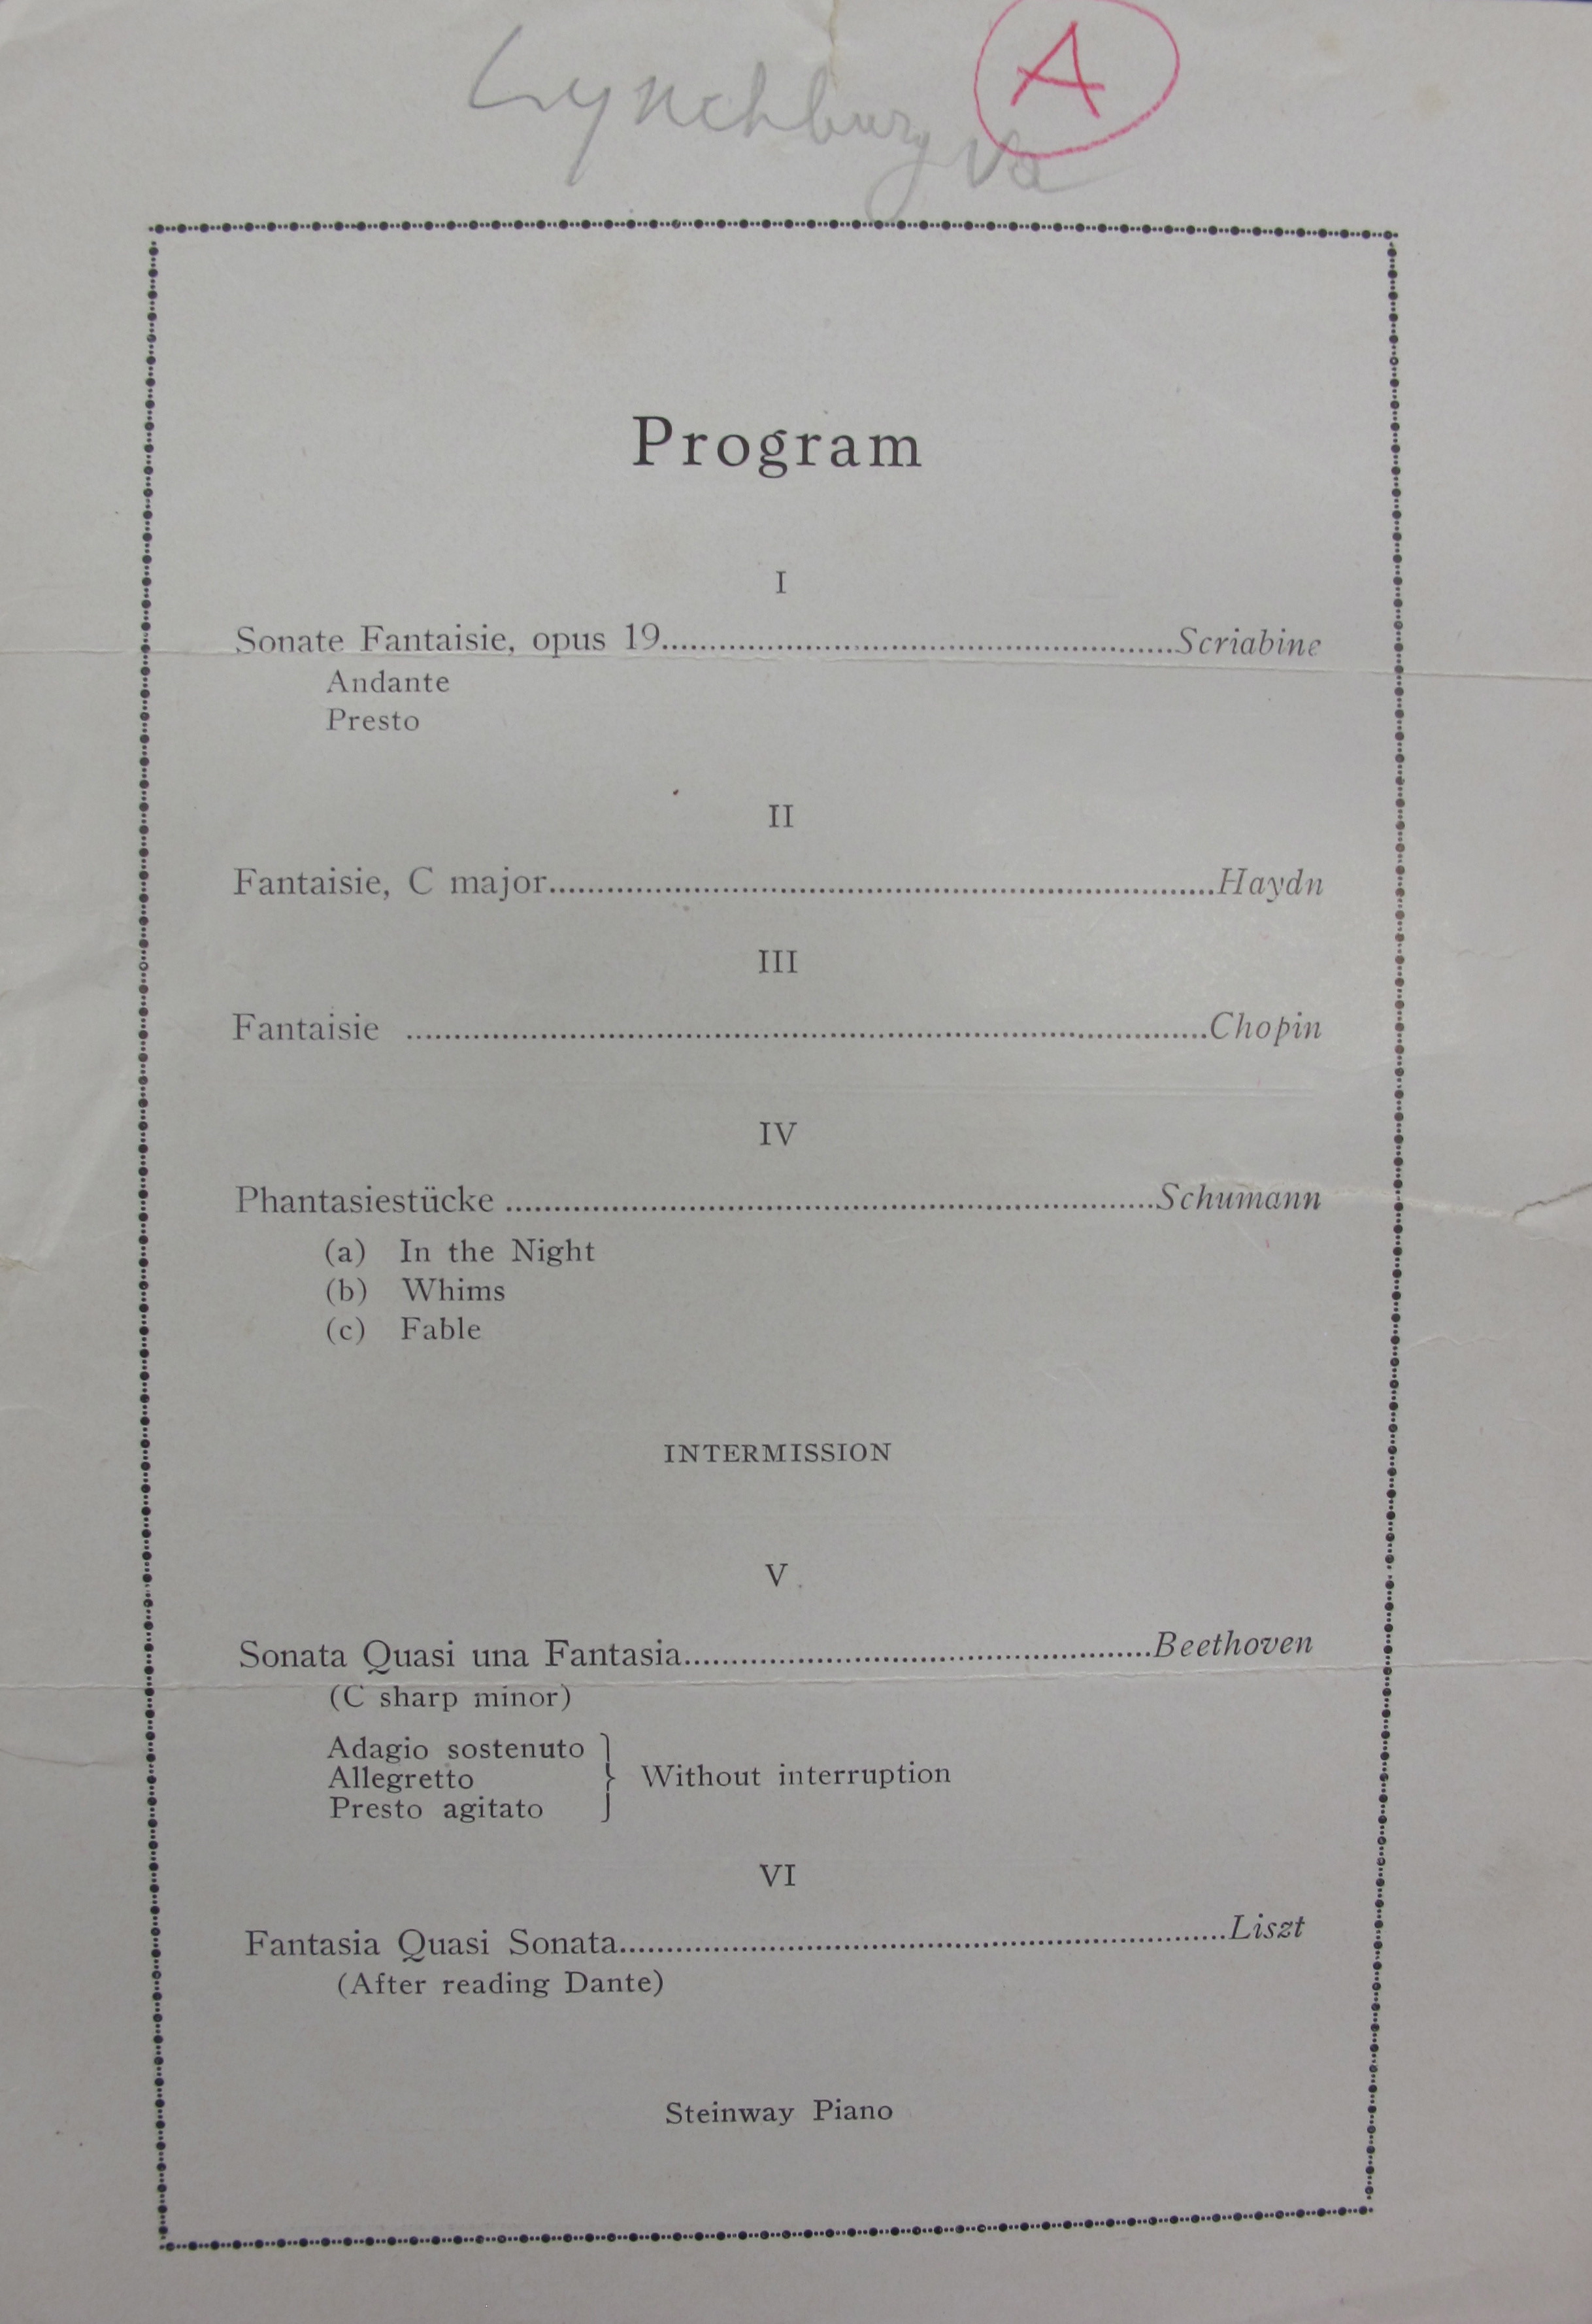 A
Lynchburg Va
Program
I
Sonate Fantaisie, opus 19..........Scriabine
Andante
Presto
II
Fantaisie, C major..........Haydn
III
Fantaisie ..........Chopin
IV
Phantasiestücke ..........Schumann
(a) In the Night
(b) Whims
(c) Fable
INTERMISSION
V
Sonata Quasi una Fantasia..........Beethoven
(C sharp minor)
Adagio sostenuto
Allegretto } Without interruption
Presto agitato
VI
Fantasia Quasi Sonata..........Liszt
(After reading Dante)
Steinway Piano